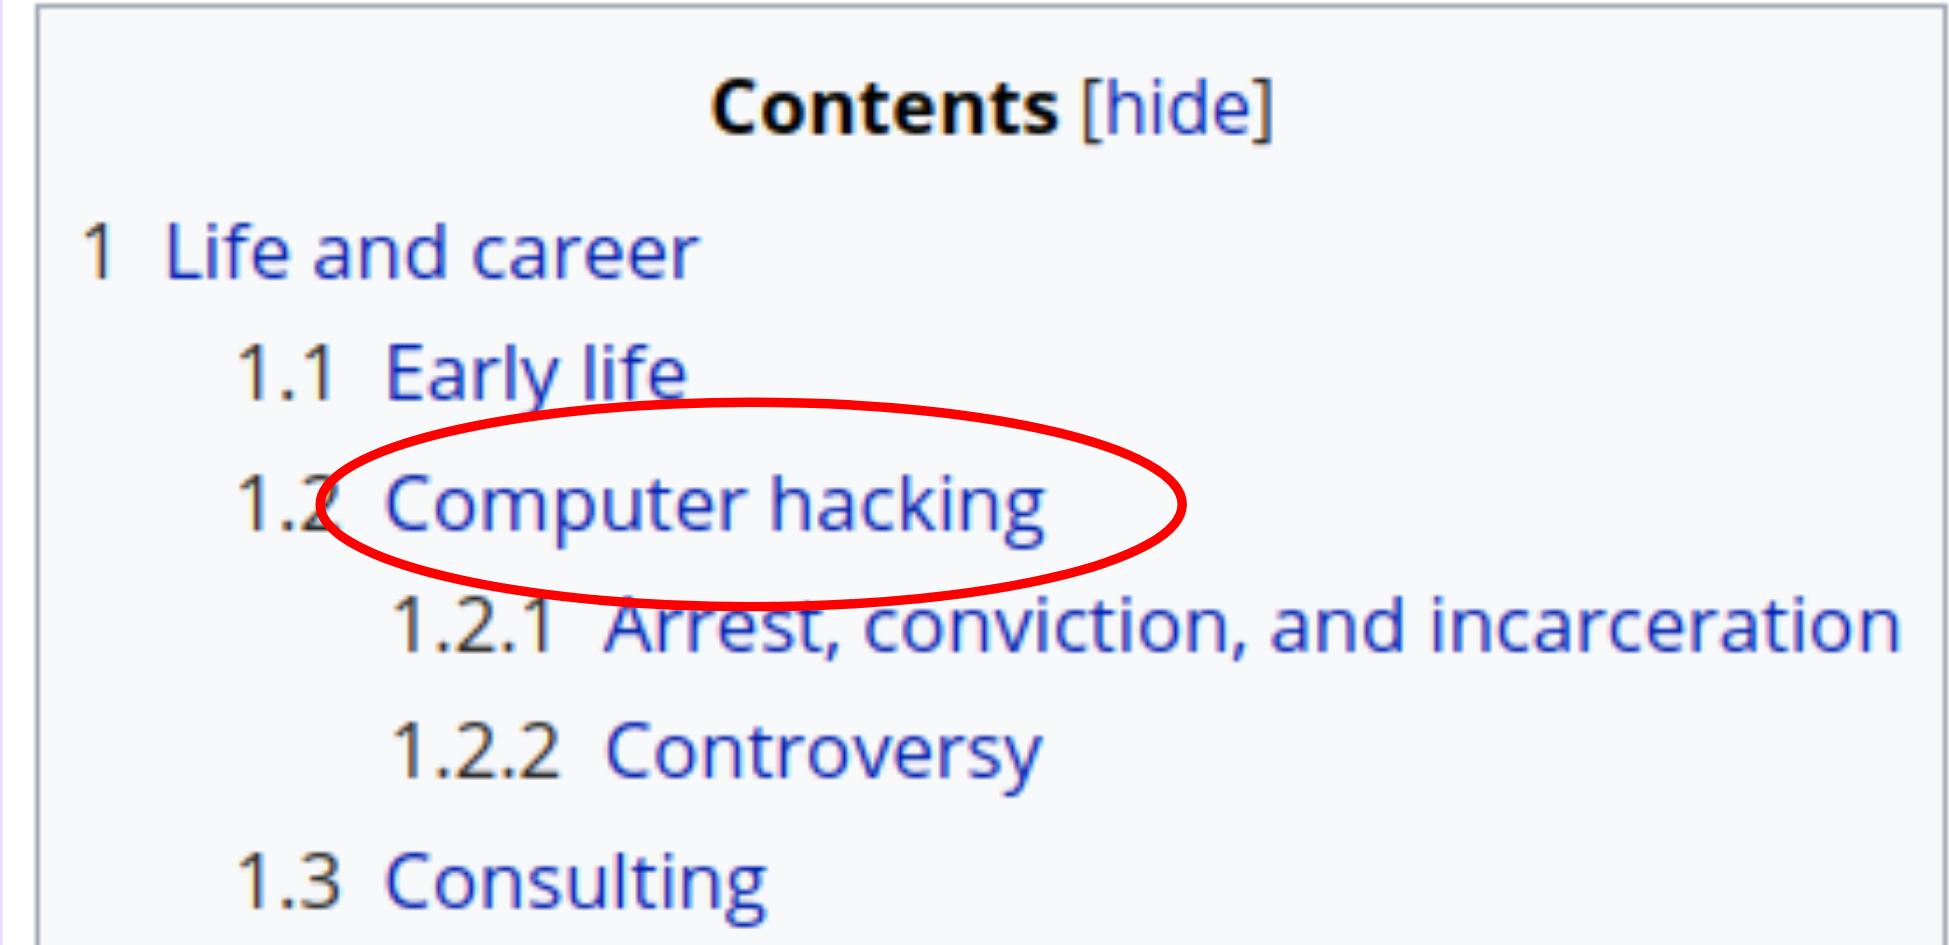 Contents [hide]
1 Life and career
1.1 Early life
1.2 Computer hacking
1.2.1 Arrest, conviction, and incarceration
1.2.2 Controversy
1.3 Consulting